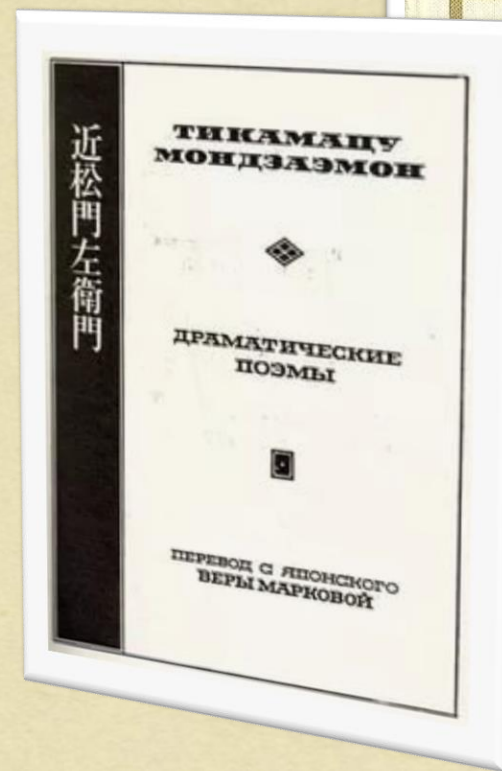 近松門左衛門
ТИКАМАЦУ
МОНДЗАЭМОН
ДРАМАТИЧЕСКИЕ
ПОЭМЫ
ПЕРЕВОД С ЯПОНСКОГО
ВЕРЫ МАРКОВОЙ